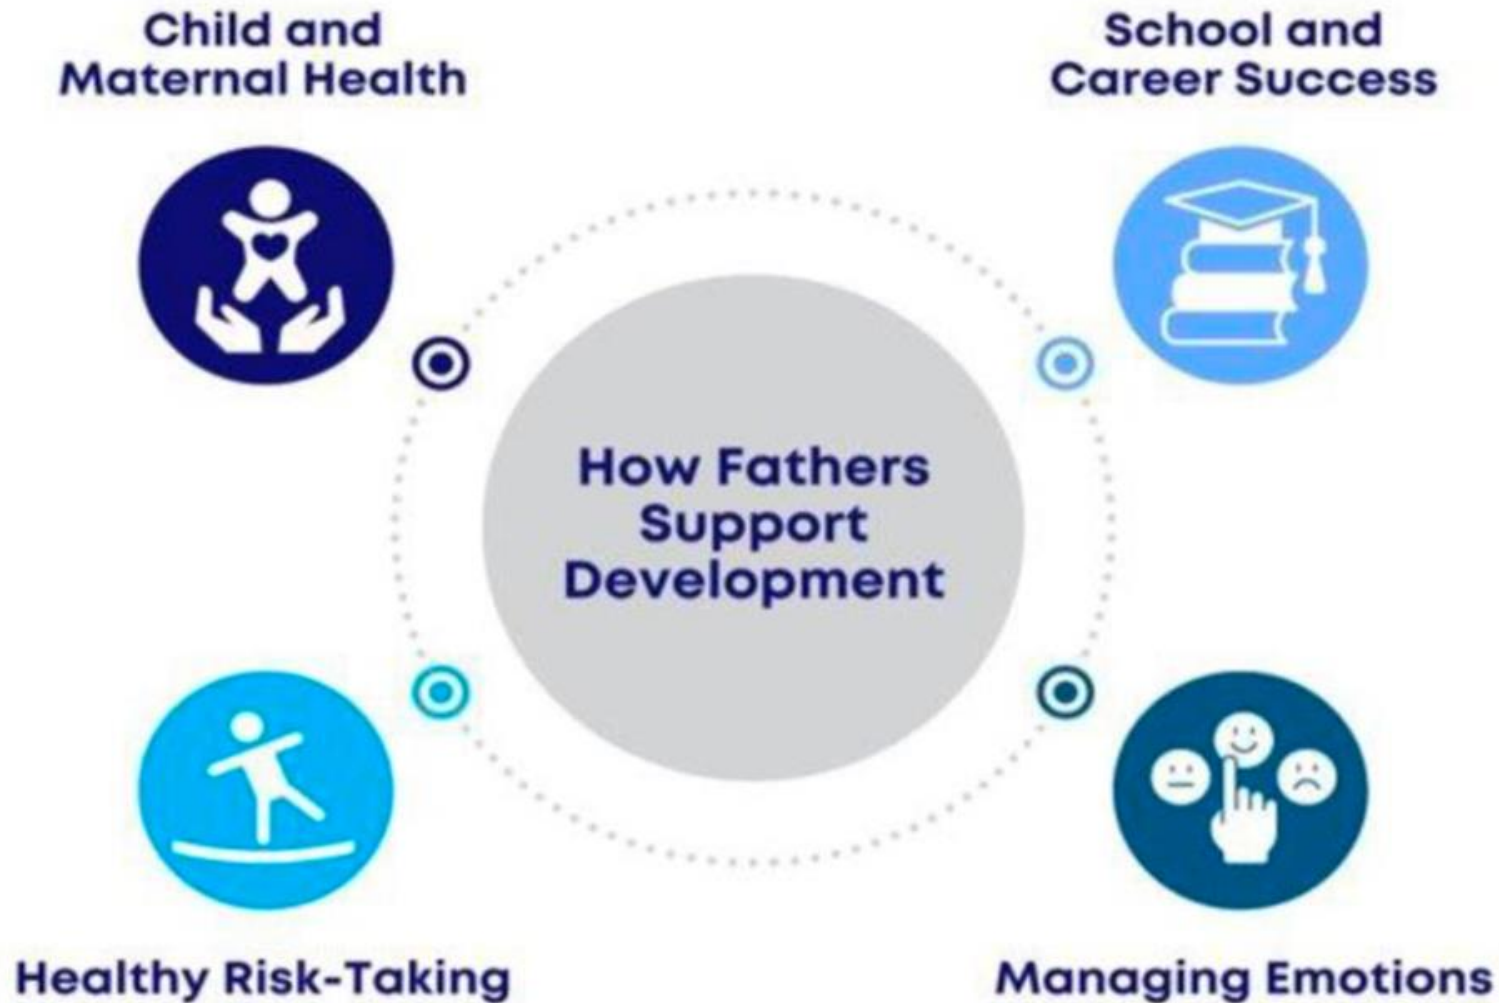 Child and
Maternal Health
School and
Career Success
How Fathers
Support
Development
Healthy Risk-Taking
Managing Emotions